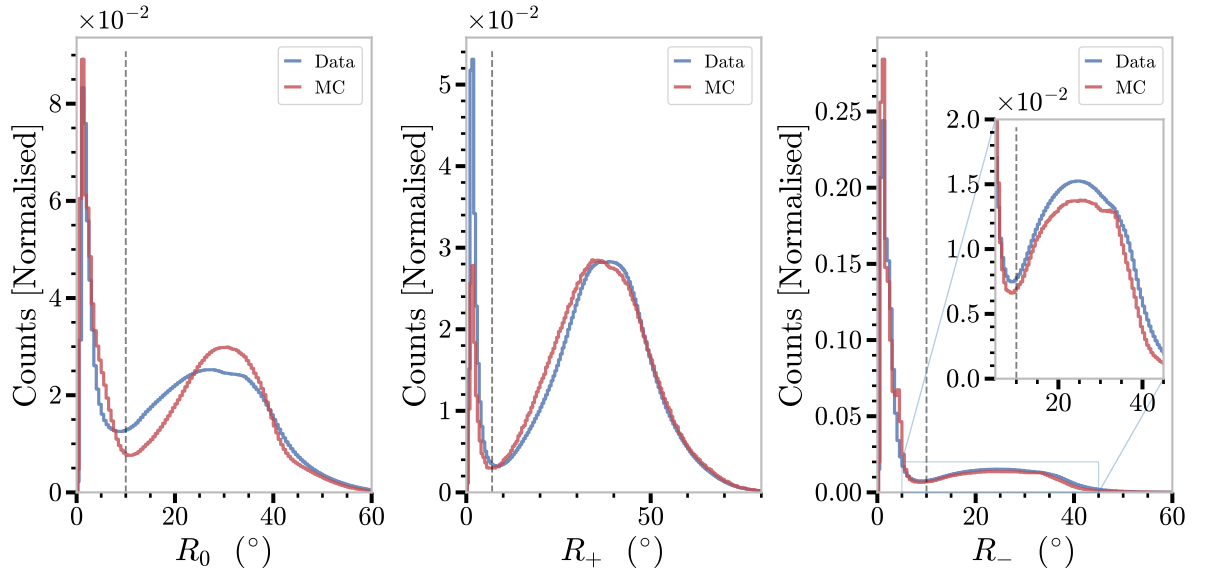 ×10⁻²
Counts [Normalised]
8
6
4
2
0
0 20 40 60
R₀ (°)
Data
MC
×10⁻²
Counts [Normalised]
5
4
3
2
1
0
0 50
R₊ (°)
Data
MC
Counts [Normalised]
0.25
0.20
0.15
0.10
0.05
0.00
0 20 40 60
R₋ (°)
Data
MC
×10⁻²
2.0
1.5
1.0
0.5
0.0
20 40